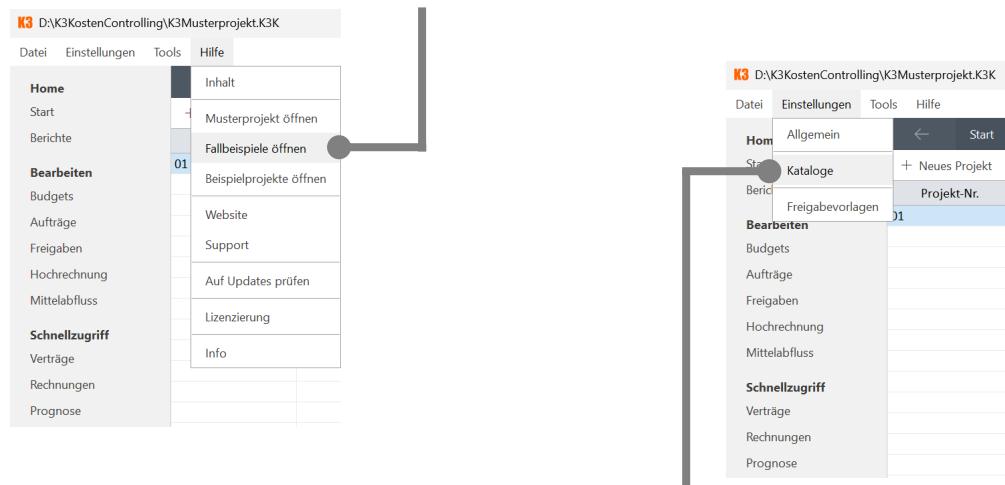 K3 D:\K3KostenControlling\K3Musterprojekt.K3K
Datei Einstellungen Tools Hilfe
Home
Start
Berichte
Bearbeiten
Budgets
Aufträge
Freigaben
Hochrechnung
Mittelabfluss
Schnellzugriff
Verträge
Rechnungen
Prognose
Inhalt
Musterprojekt öffnen
Fallbeispiele öffnen
Beispielprojekte öffnen
Website
Support
Auf Updates prüfen
Lizenzierung
Info
01
K3 D:\K3KostenControlling\K3Musterprojekt.K3K
Datei Einstellungen Tools Hilfe
Allgemein
Kataloge
Freigabevorlagen
← Start
+ Neues Projekt
Projekt-Nr.
01
Bearbeiten
Budgets
Aufträge
Freigaben
Hochrechnung
Mittelabfluss
Schnellzugriff
Verträge
Rechnungen
Prognose